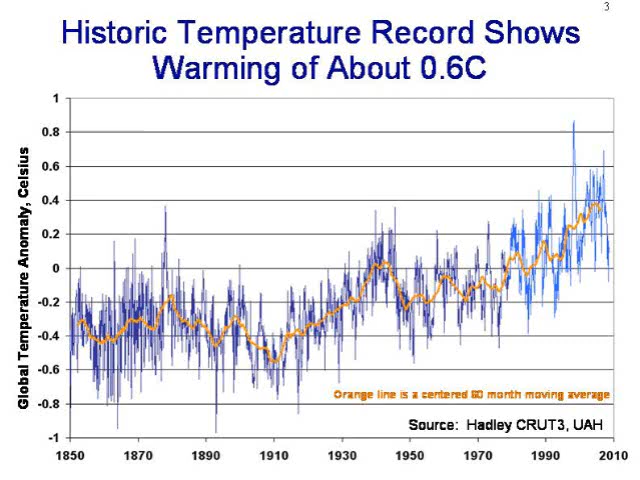 3
Historic Temperature Record Shows
Warming of About 0.6C
Global Temperature Anomaly, Celsius
1
0.8
0.6
0.4
0.2
0
-0.2
-0.4
-0.6
-0.8
-1
Orange line is a centered 60 month moving average
Source: Hadley CRUT3, UAH
1850 1870 1890 1910 1930 1950 1970 1990 2010